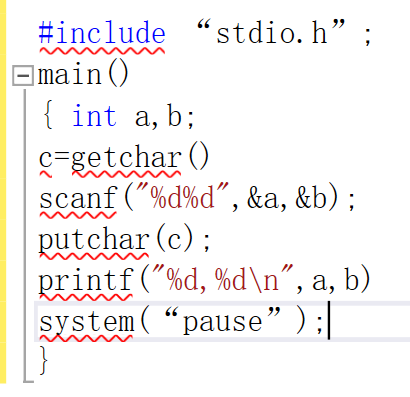 #include “stdio.h”;
main()
{ int a,b;
c=getchar()
scanf("%d%d",&a,&b);
putchar(c);
printf("%d,%d\n",a,b)
system(“pause”);
}